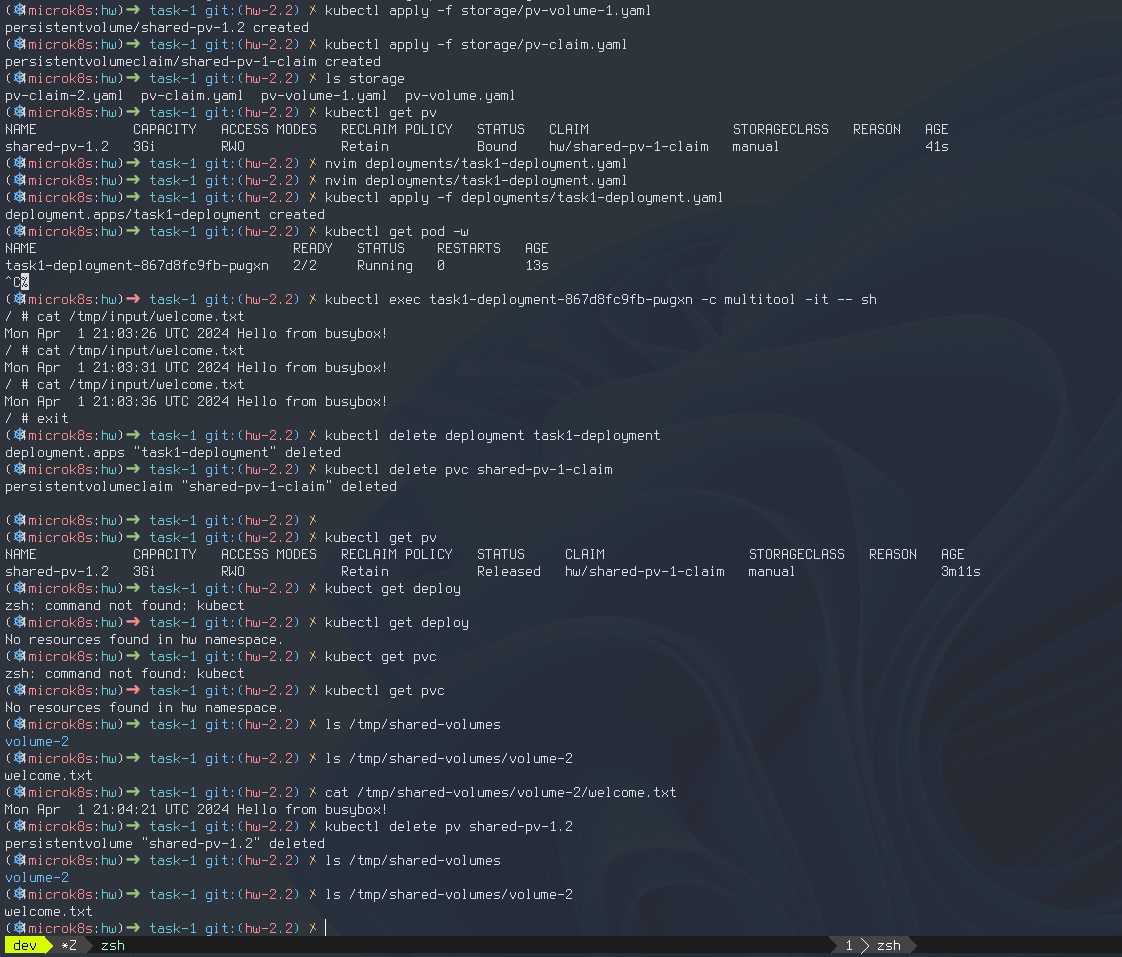 (⎈|microk8s:hw)➜  task-1 git:(hw-2.2) ✗ kubectl apply -f storage/pv-volume-1.yaml
persistentvolume/shared-pv-1.2 created
(⎈|microk8s:hw)➜  task-1 git:(hw-2.2) ✗ kubectl apply -f storage/pv-claim.yaml
persistentvolumeclaim/shared-pv-1-claim created
(⎈|microk8s:hw)➜  task-1 git:(hw-2.2) ✗ ls storage
pv-claim-2.yaml  pv-claim.yaml  pv-volume-1.yaml  pv-volume.yaml
(⎈|microk8s:hw)➜  task-1 git:(hw-2.2) ✗ kubectl get pv
NAME            CAPACITY   ACCESS MODES   RECLAIM POLICY   STATUS   CLAIM                  STORAGECLASS   REASON   AGE
shared-pv-1.2   3Gi        RWO            Retain           Bound    hw/shared-pv-1-claim   manual                  41s
(⎈|microk8s:hw)➜  task-1 git:(hw-2.2) ✗ nvim deployments/task1-deployment.yaml
(⎈|microk8s:hw)➜  task-1 git:(hw-2.2) ✗ nvim deployments/task1-deployment.yaml
(⎈|microk8s:hw)➜  task-1 git:(hw-2.2) ✗ kubectl apply -f deployments/task1-deployment.yaml
deployment.apps/task1-deployment created
(⎈|microk8s:hw)➜  task-1 git:(hw-2.2) ✗ kubectl get pod -w
NAME                                READY   STATUS    RESTARTS   AGE
task1-deployment-867d8fc9fb-pwgxn   2/2     Running   0          13s
^C%
(⎈|microk8s:hw)➜  task-1 git:(hw-2.2) ✗ kubectl exec task1-deployment-867d8fc9fb-pwgxn -c multitool -it -- sh
/ # cat /tmp/input/welcome.txt
Mon Apr  1 21:03:26 UTC 2024 Hello from busybox!
/ # cat /tmp/input/welcome.txt
Mon Apr  1 21:03:31 UTC 2024 Hello from busybox!
/ # cat /tmp/input/welcome.txt
Mon Apr  1 21:03:36 UTC 2024 Hello from busybox!
/ # exit
(⎈|microk8s:hw)➜  task-1 git:(hw-2.2) ✗ kubectl delete deployment task1-deployment
deployment.apps "task1-deployment" deleted
(⎈|microk8s:hw)➜  task-1 git:(hw-2.2) ✗ kubectl delete pvc shared-pv-1-claim
persistentvolumeclaim "shared-pv-1-claim" deleted
(⎈|microk8s:hw)➜  task-1 git:(hw-2.2) ✗
(⎈|microk8s:hw)➜  task-1 git:(hw-2.2) ✗ kubectl get pv
NAME            CAPACITY   ACCESS MODES   RECLAIM POLICY   STATUS     CLAIM                  STORAGECLASS   REASON   AGE
shared-pv-1.2   3Gi        RWO            Retain           Released   hw/shared-pv-1-claim   manual                  3m11s
(⎈|microk8s:hw)➜  task-1 git:(hw-2.2) ✗ kubect get deploy
zsh: command not found: kubect
(⎈|microk8s:hw)➜  task-1 git:(hw-2.2) ✗ kubectl get deploy
No resources found in hw namespace.
(⎈|microk8s:hw)➜  task-1 git:(hw-2.2) ✗ kubect get pvc
zsh: command not found: kubect
(⎈|microk8s:hw)➜  task-1 git:(hw-2.2) ✗ kubectl get pvc
No resources found in hw namespace.
(⎈|microk8s:hw)➜  task-1 git:(hw-2.2) ✗ ls /tmp/shared-volumes
volume-2
(⎈|microk8s:hw)➜  task-1 git:(hw-2.2) ✗ ls /tmp/shared-volumes/volume-2
welcome.txt
(⎈|microk8s:hw)➜  task-1 git:(hw-2.2) ✗ cat /tmp/shared-volumes/volume-2/welcome.txt
Mon Apr  1 21:04:21 UTC 2024 Hello from busybox!
(⎈|microk8s:hw)➜  task-1 git:(hw-2.2) ✗ kubectl delete pv shared-pv-1.2
persistentvolume "shared-pv-1.2" deleted
(⎈|microk8s:hw)➜  task-1 git:(hw-2.2) ✗ ls /tmp/shared-volumes
volume-2
(⎈|microk8s:hw)➜  task-1 git:(hw-2.2) ✗ ls /tmp/shared-volumes/volume-2
welcome.txt
(⎈|microk8s:hw)➜  task-1 git:(hw-2.2) ✗
dev *Z zsh 1 zsh